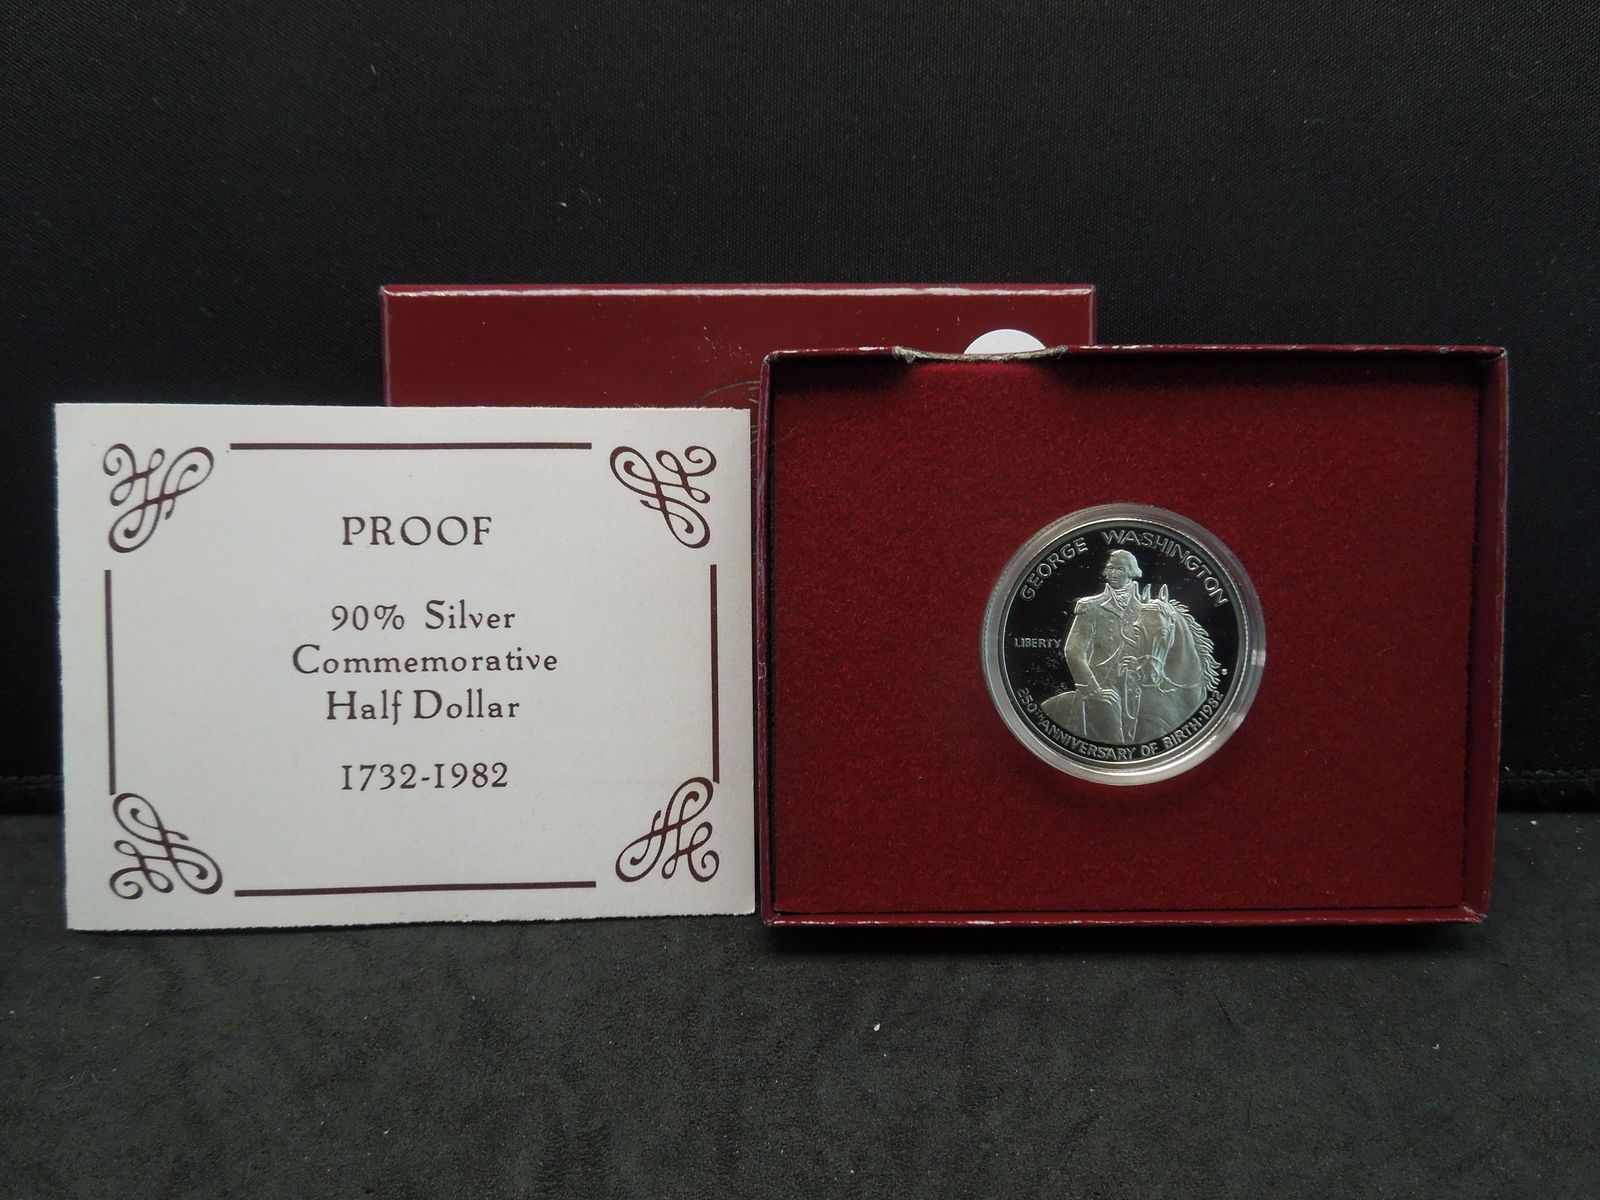 PROOF
90% Silver
Commemorative
Half Dollar
1732-1982
GEORGE WASHINGTON
LIBERTY
S
250TH ANNIVERSARY OF BIRTH·1982